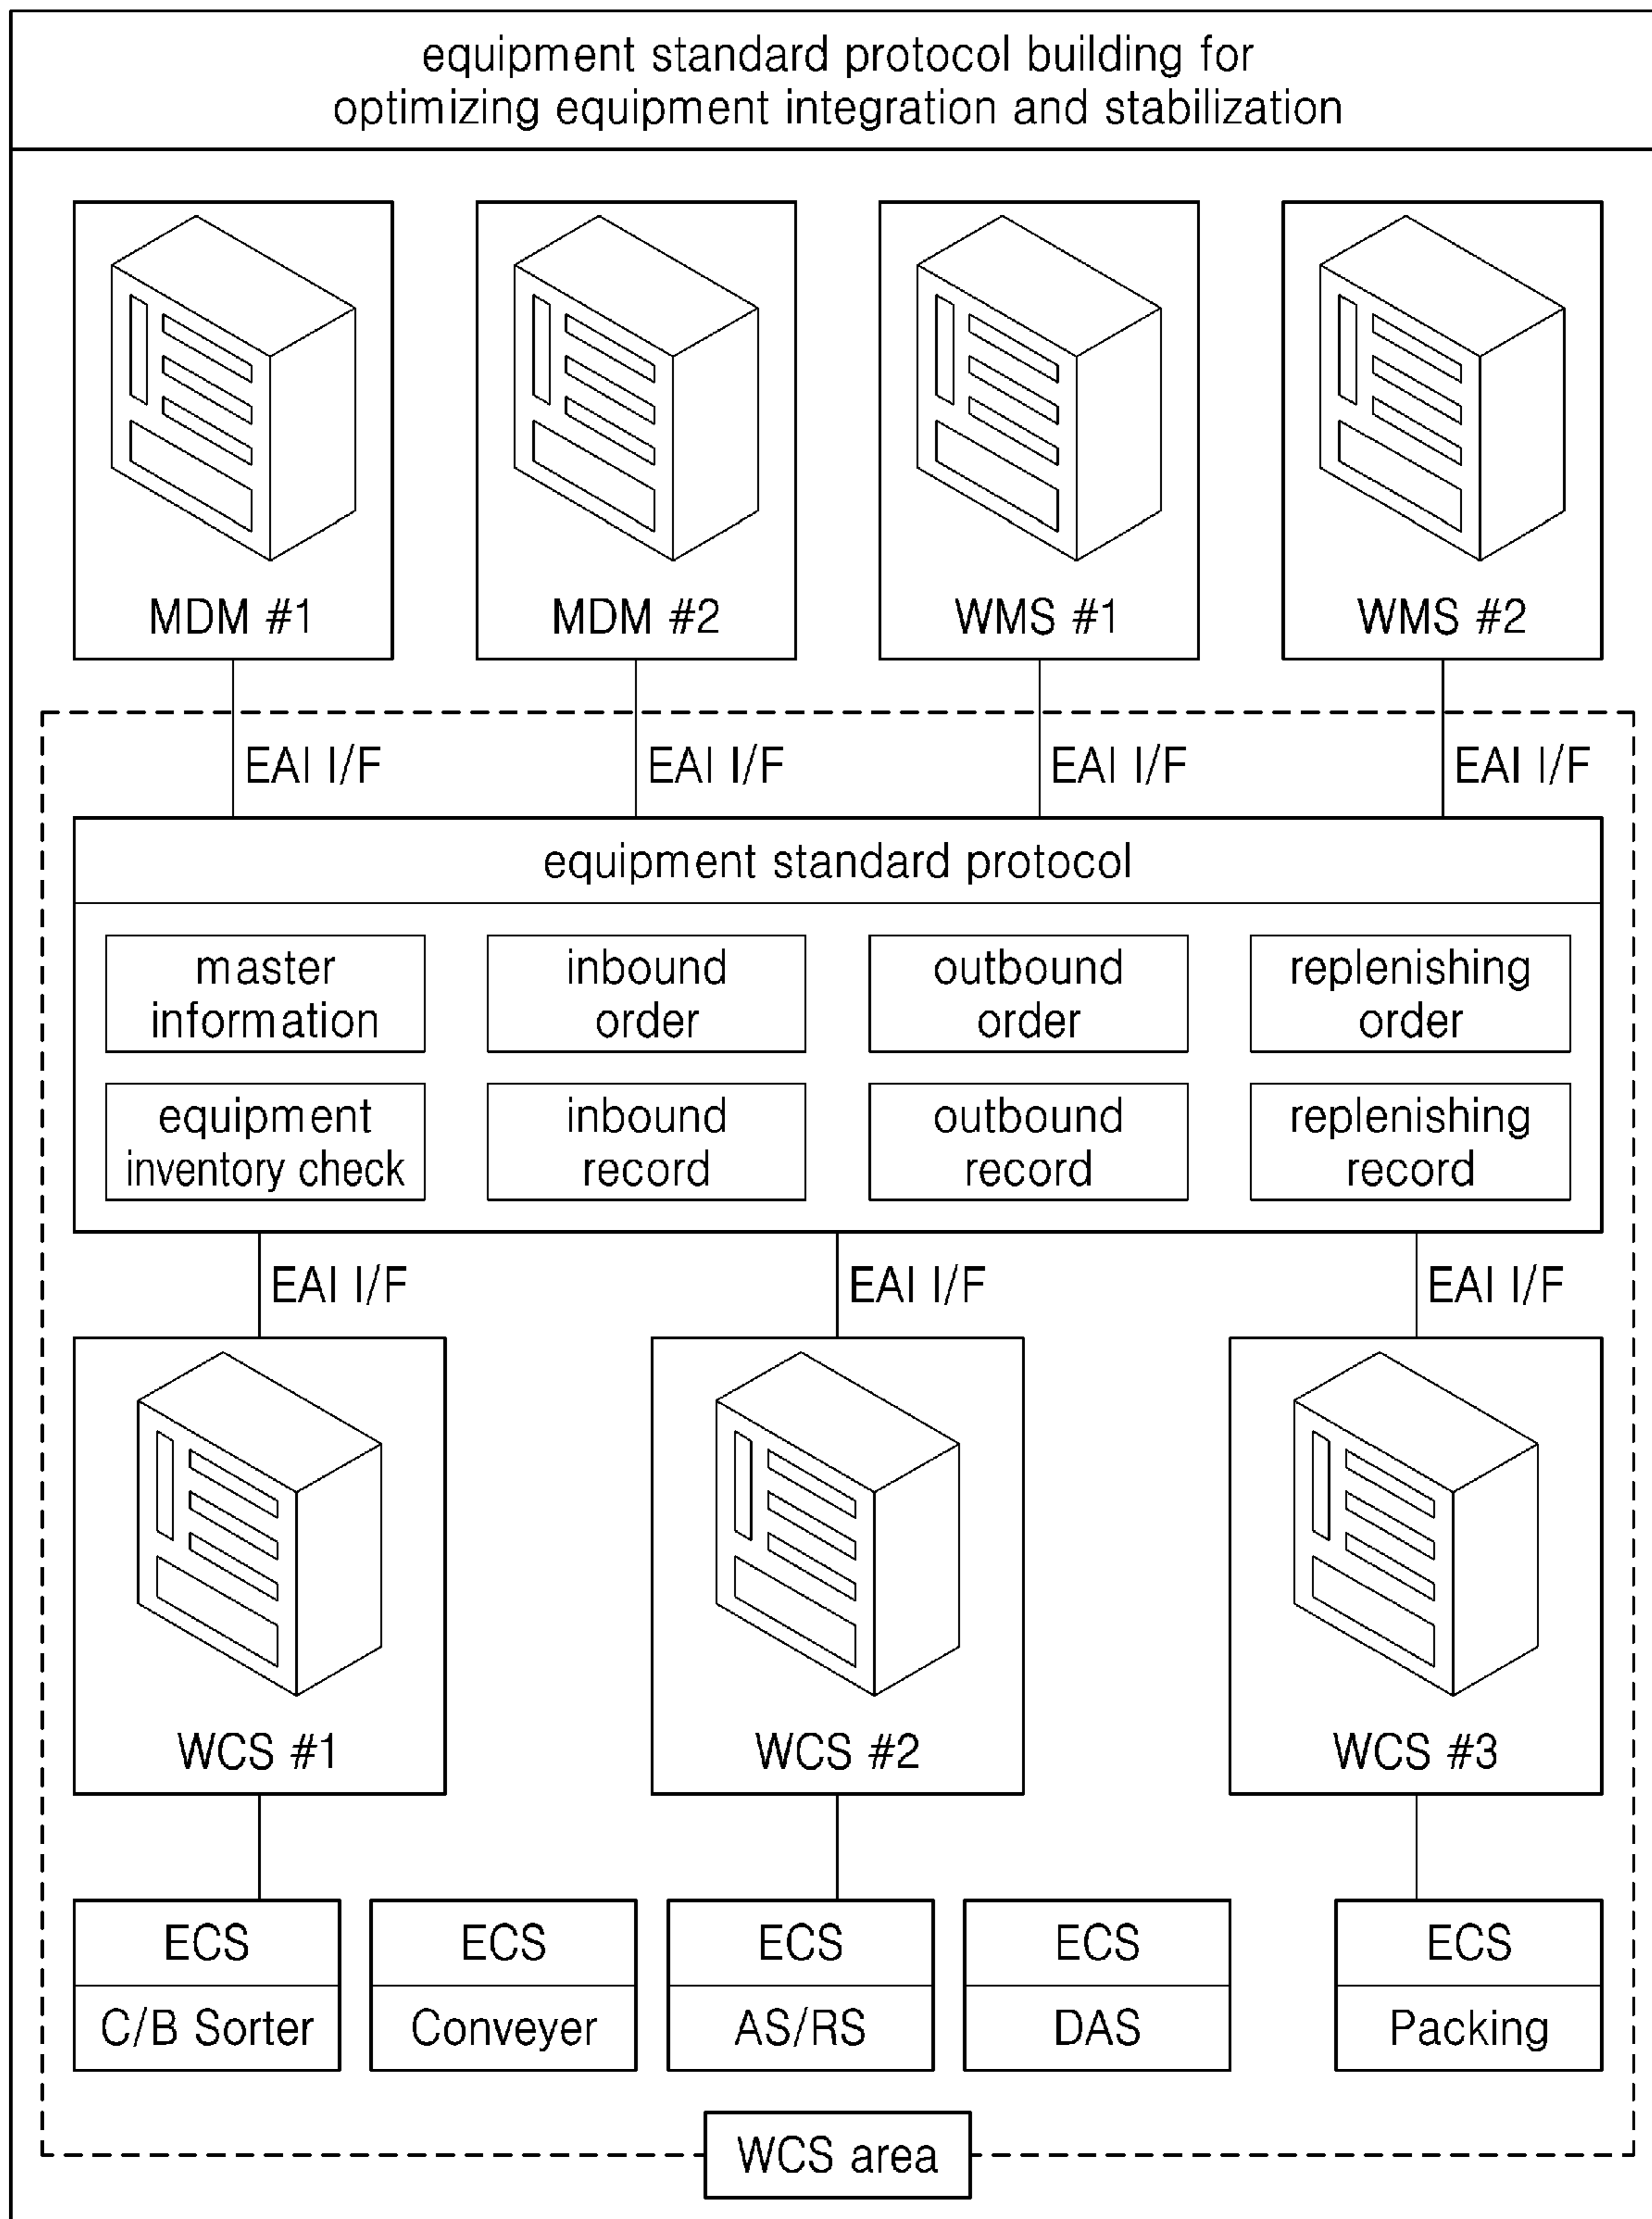 equipment standard protocol building for
optimizing equipment integration and stabilization
MDM #1
MDM #2
WMS #1
WMS #2
EAI I/F
EAI I/F
EAI I/F
EAI I/F
equipment standard protocol
master
information
inbound
order
outbound
order
replenishing
order
equipment
inventory check
inbound
record
outbound
record
replenishing
record
EAI I/F
EAI I/F
EAI I/F
WCS #1
WCS #2
WCS #3
ECS
C/B Sorter
ECS
Conveyer
ECS
AS/RS
ECS
DAS
ECS
Packing
WCS area